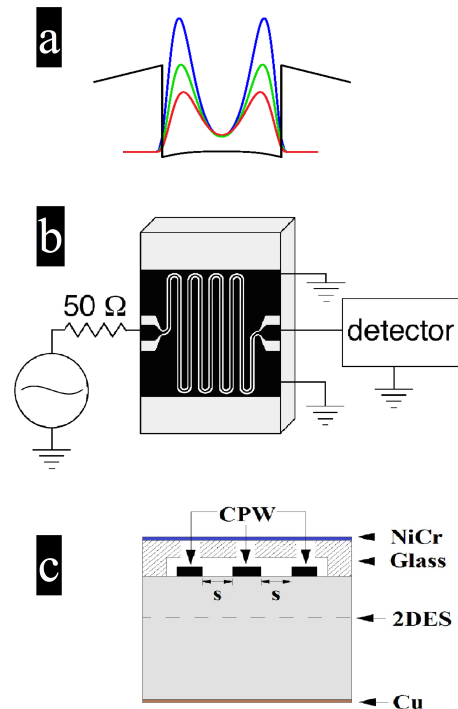 a
b
50 Ω
detector
c
CPW
NiCr
Glass
s s
2DES
Cu